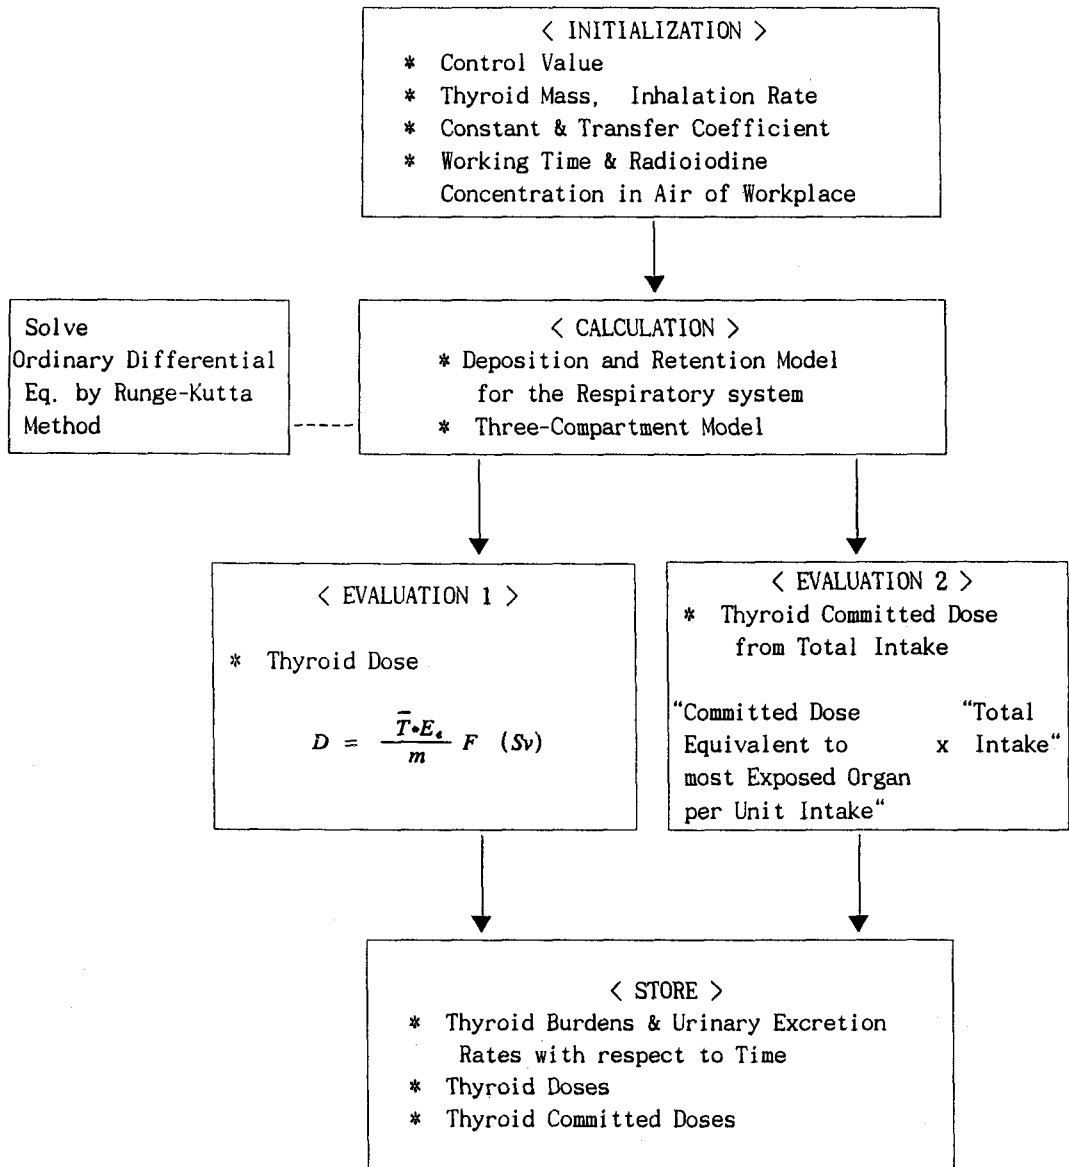 < INITIALIZATION >
* Control Value
* Thyroid Mass, Inhalation Rate
* Constant & Transfer Coefficient
* Working Time & Radioiodine
Concentration in Air of Workplace
Solve
Ordinary Differential
Eq. by Runge-Kutta
Method
< CALCULATION >
* Deposition and Retention Model
for the Respiratory system
* Three-Compartment Model
< EVALUATION 1 >
* Thyroid Dose
D = \frac{\bar{T} \cdot E_e}{m} F (Sv)
< EVALUATION 2 >
* Thyroid Committed Dose
from Total Intake
“Committed Dose “Total
Equivalent to x Intake“
most Exposed Organ
per Unit Intake“
< STORE >
* Thyroid Burdens & Urinary Excretion
Rates with respect to Time
* Thyroid Doses
* Thyroid Committed Doses